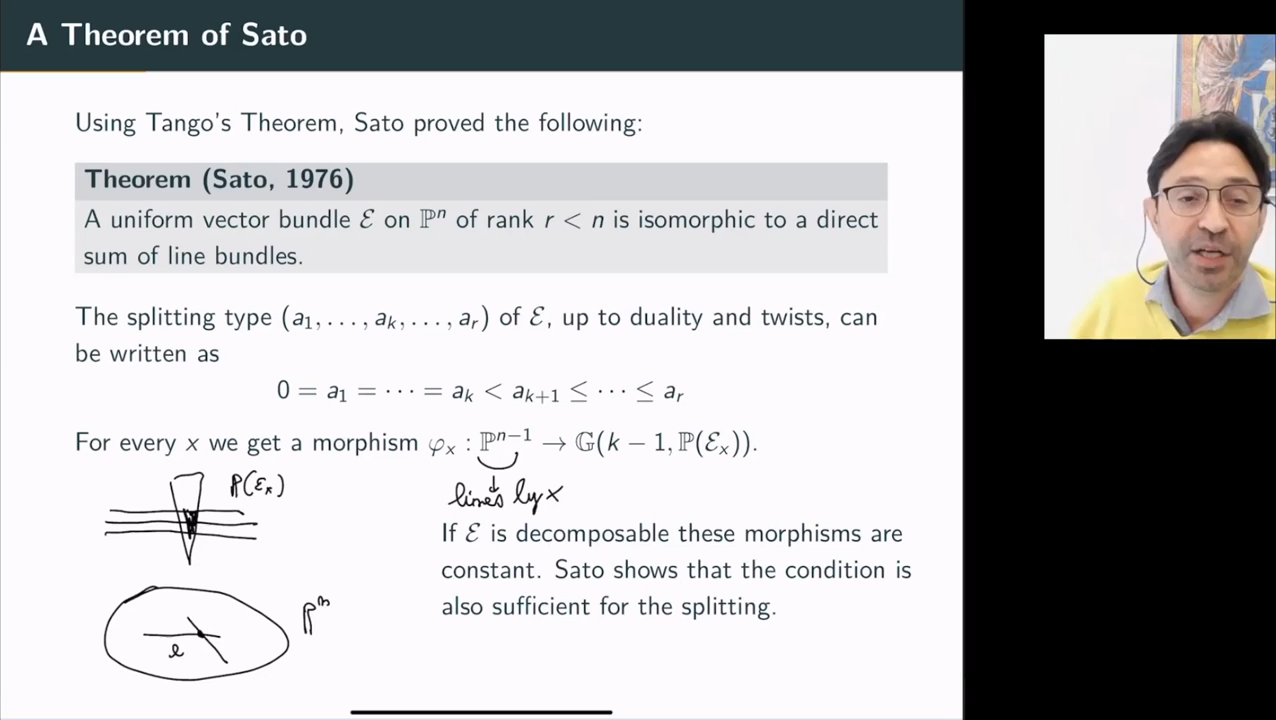 A Theorem of Sato
Using Tango's Theorem, Sato proved the following:
Theorem (Sato, 1976)
A uniform vector bundle ℰ on ℙⁿ of rank r < n is isomorphic to a direct
sum of line bundles.
The splitting type (a₁, . . . , aₖ, . . . , aᵣ) of ℰ, up to duality and twists, can
be written as
0 = a₁ = · · · = aₖ < aₖ₊₁ ≤ · · · ≤ aᵣ
For every x we get a morphism φₓ : ℙⁿ⁻¹ → 𝔾(k − 1, ℙ(ℰₓ)).
P(Eₓ)
lines by x
If ℰ is decomposable these morphisms are
constant. Sato shows that the condition is
also sufficient for the splitting.
Pⁿ
e